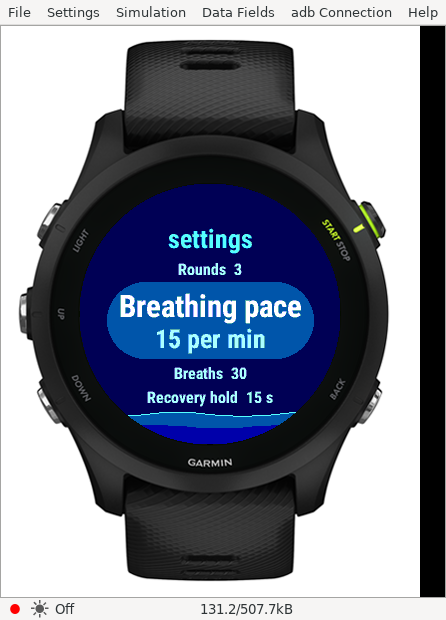 File Settings Simulation Data Fields adb Connection Help
LIGHT
START STOP
UP
DOWN
BACK
settings
Rounds 3
Breathing pace
15 per min
Breaths 30
Recovery hold 15 s
GARMIN
Off 131.2/507.7kB